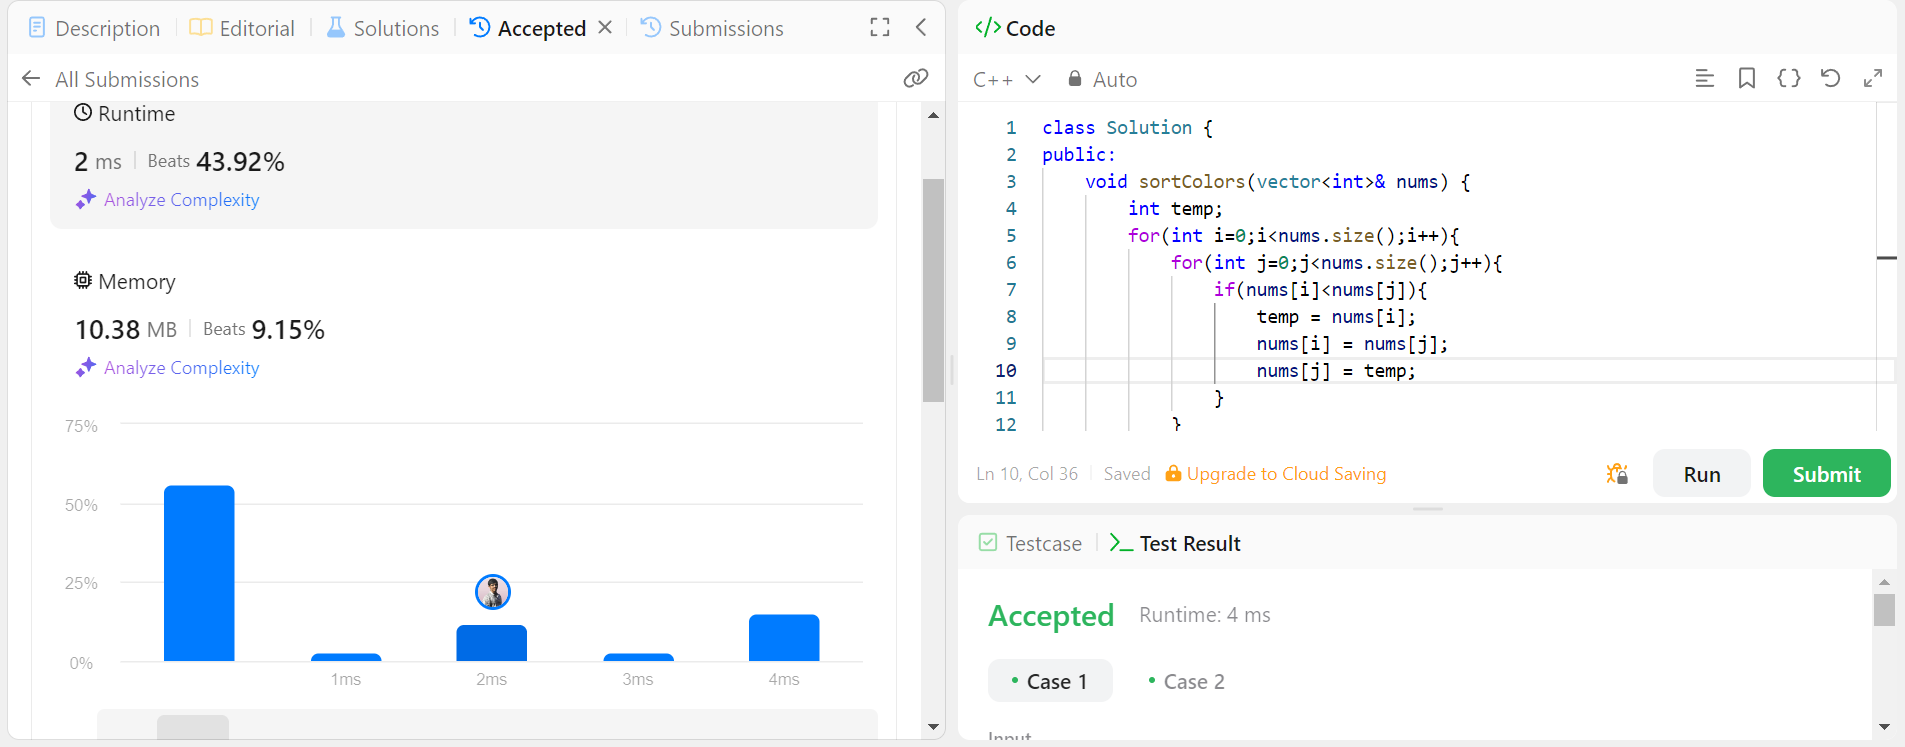 Description Editorial Solutions Accepted Submissions
All Submissions
Runtime
2 ms Beats 43.92%
Analyze Complexity
Memory
10.38 MB Beats 9.15%
Analyze Complexity
75%
50%
25%
0%
1ms 2ms 3ms 4ms
</> Code
C++ Auto
1 class Solution {
2 public:
3 void sortColors(vector<int>& nums) {
4 int temp;
5 for(int i=0;i<nums.size();i++){
6 for(int j=0;j<nums.size();j++){
7 if(nums[i]<nums[j]){
8 temp = nums[i];
9 nums[i] = nums[j];
10 nums[j] = temp;
11 }
12 }
Ln 10, Col 36 Saved Upgrade to Cloud Saving Run Submit
Testcase Test Result
Accepted Runtime: 4 ms
Case 1 Case 2
Input